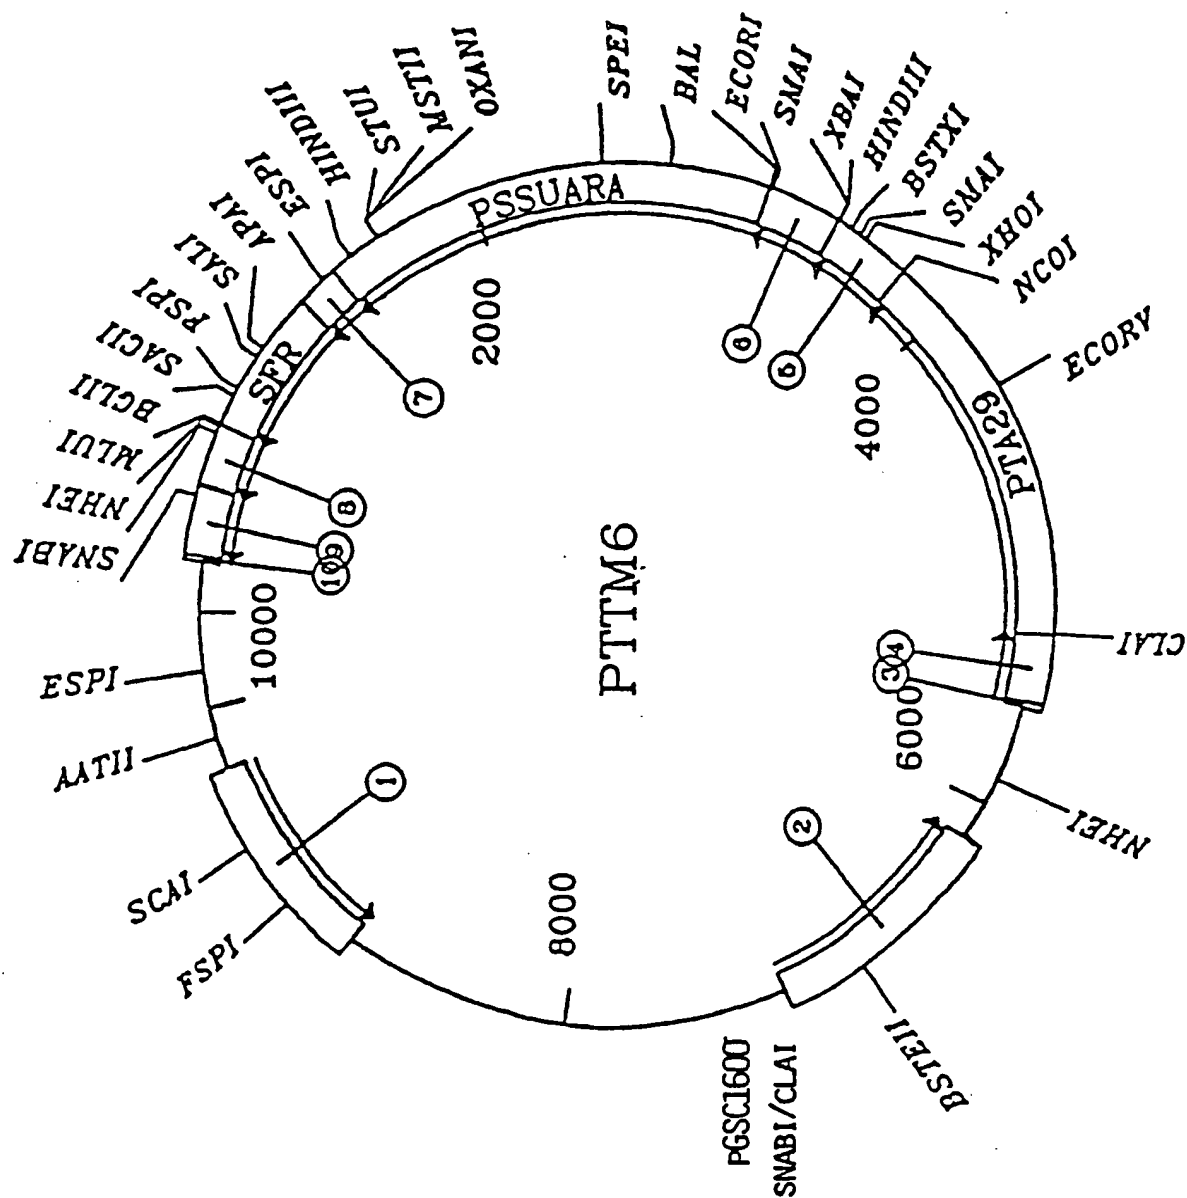 PTTM6
SPEI
BAL
ECORI
SMAI
XBAI
HINDIII
BSTXI
SMAI
XHOI
NCOI
ECORV
CLAI
NHEI
BSTEII
PGSC1600
SNABI/CLAI
FSPI
SCAI
AATII
ESPI
SNABI
NHEI
MLUI
BCLII
SACII
FSPI
SALI
APAI
ESPI
HINDIII
STUI
MSTII
OXANI
PSSUARA
PTA29
SFR
2000
4000
6000
8000
10000
1
2
3
4
5
6
7
8
9
10